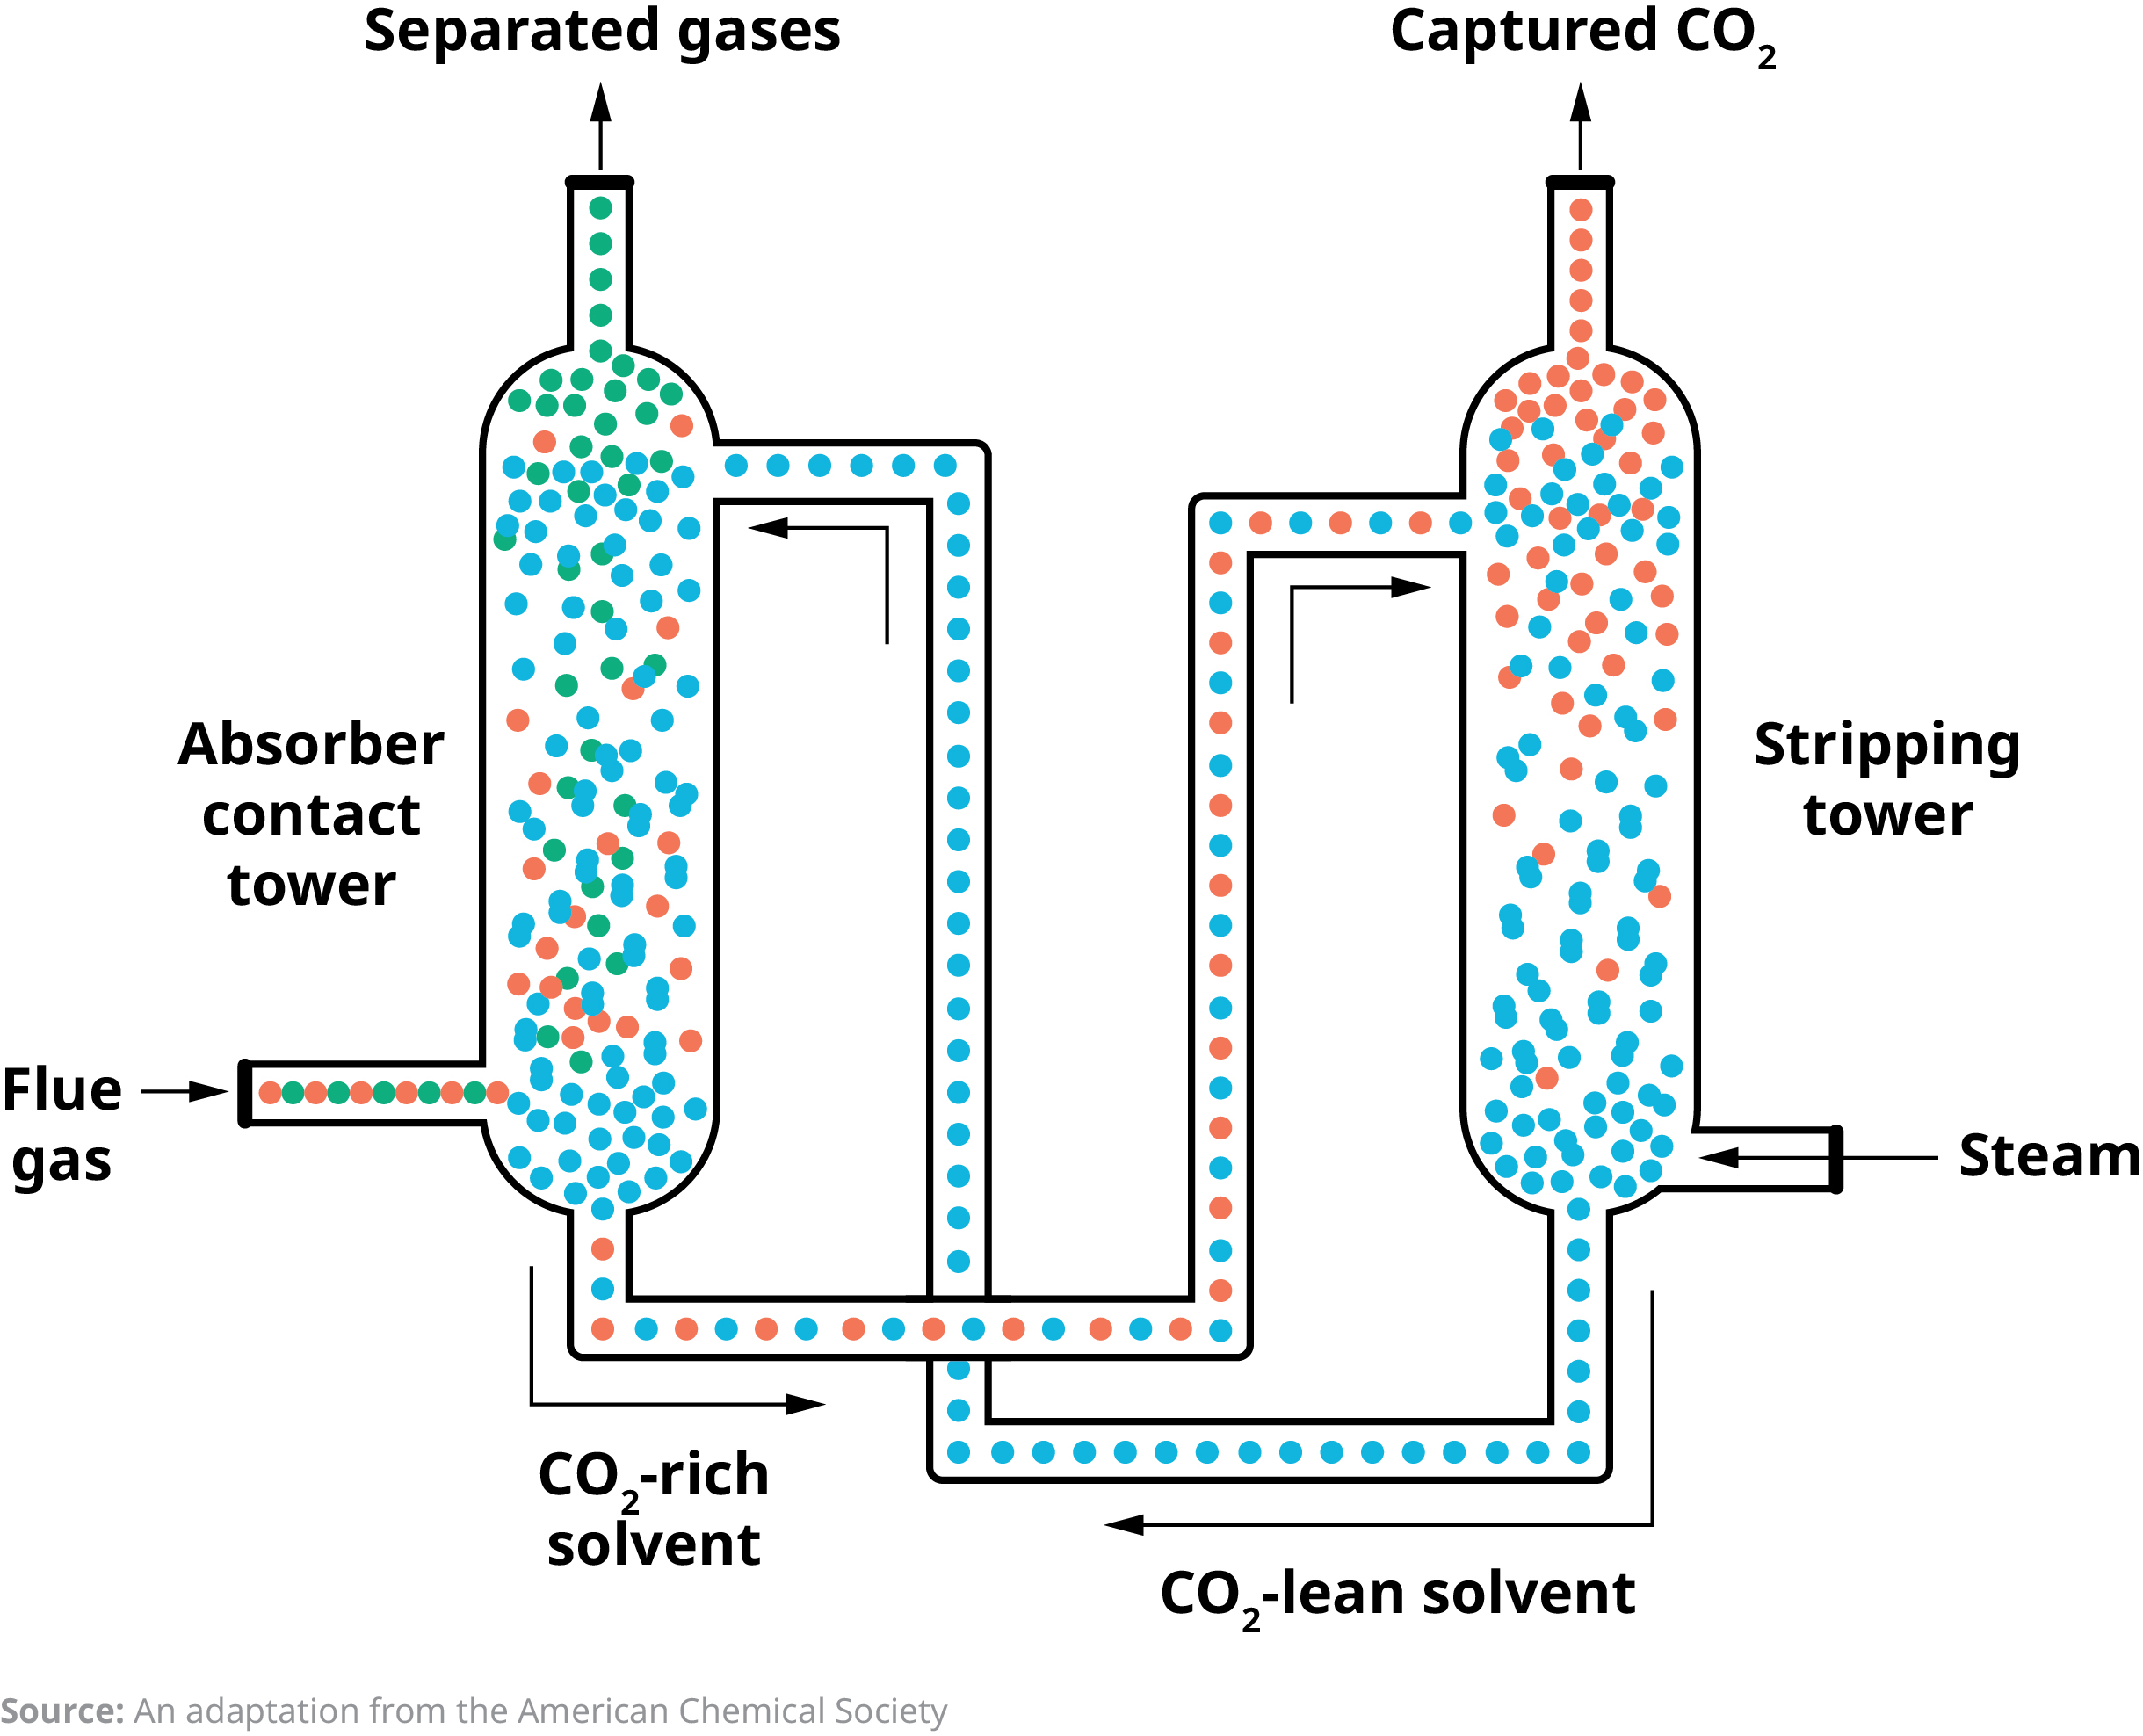 Separated gases
Captured CO₂
Absorber
contact
tower
Stripping
tower
Flue
gas
Steam
CO₂-rich
solvent
CO₂-lean solvent
Source: An adaptation from the American Chemical Society